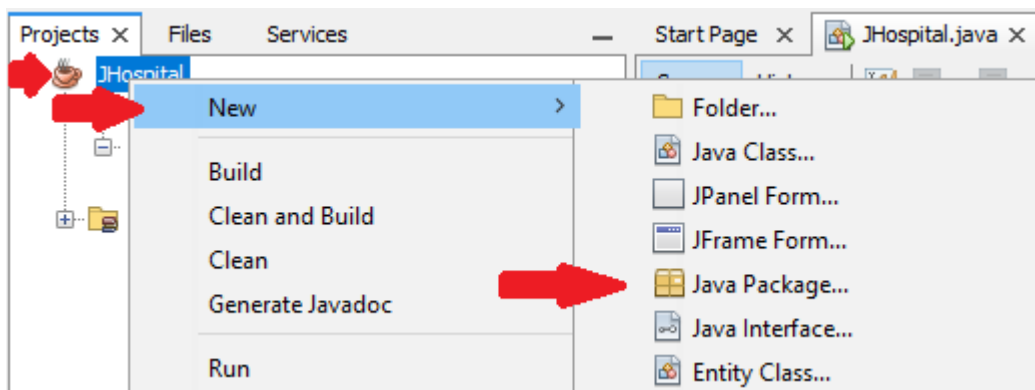 Projects Files Services Start Page JHospital.java
JHospital
New Folder...
Java Class...
Build JPanel Form...
Clean and Build JFrame Form...
Clean
Generate Javadoc Java Package...
Java Interface...
Run Entity Class...